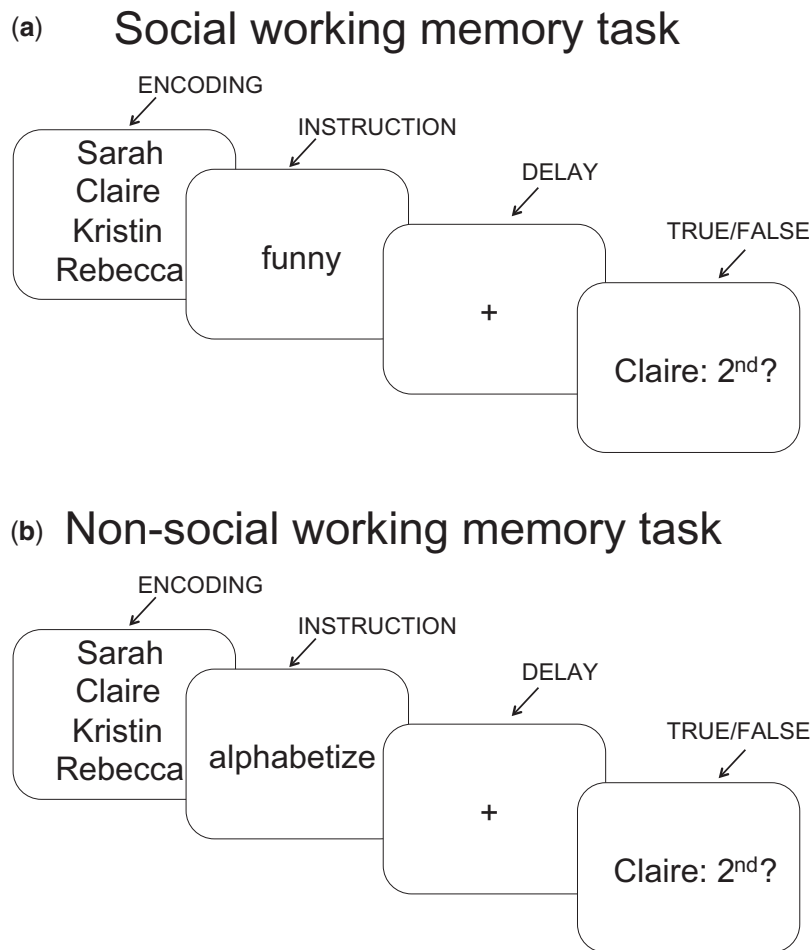 (a) Social working memory task
ENCODING
Sarah
Claire
Kristin
Rebecca
INSTRUCTION
funny
DELAY
+
TRUE/FALSE
Claire: 2nd?
(b) Non-social working memory task
ENCODING
Sarah
Claire
Kristin
Rebecca
INSTRUCTION
alphabetize
DELAY
+
TRUE/FALSE
Claire: 2nd?